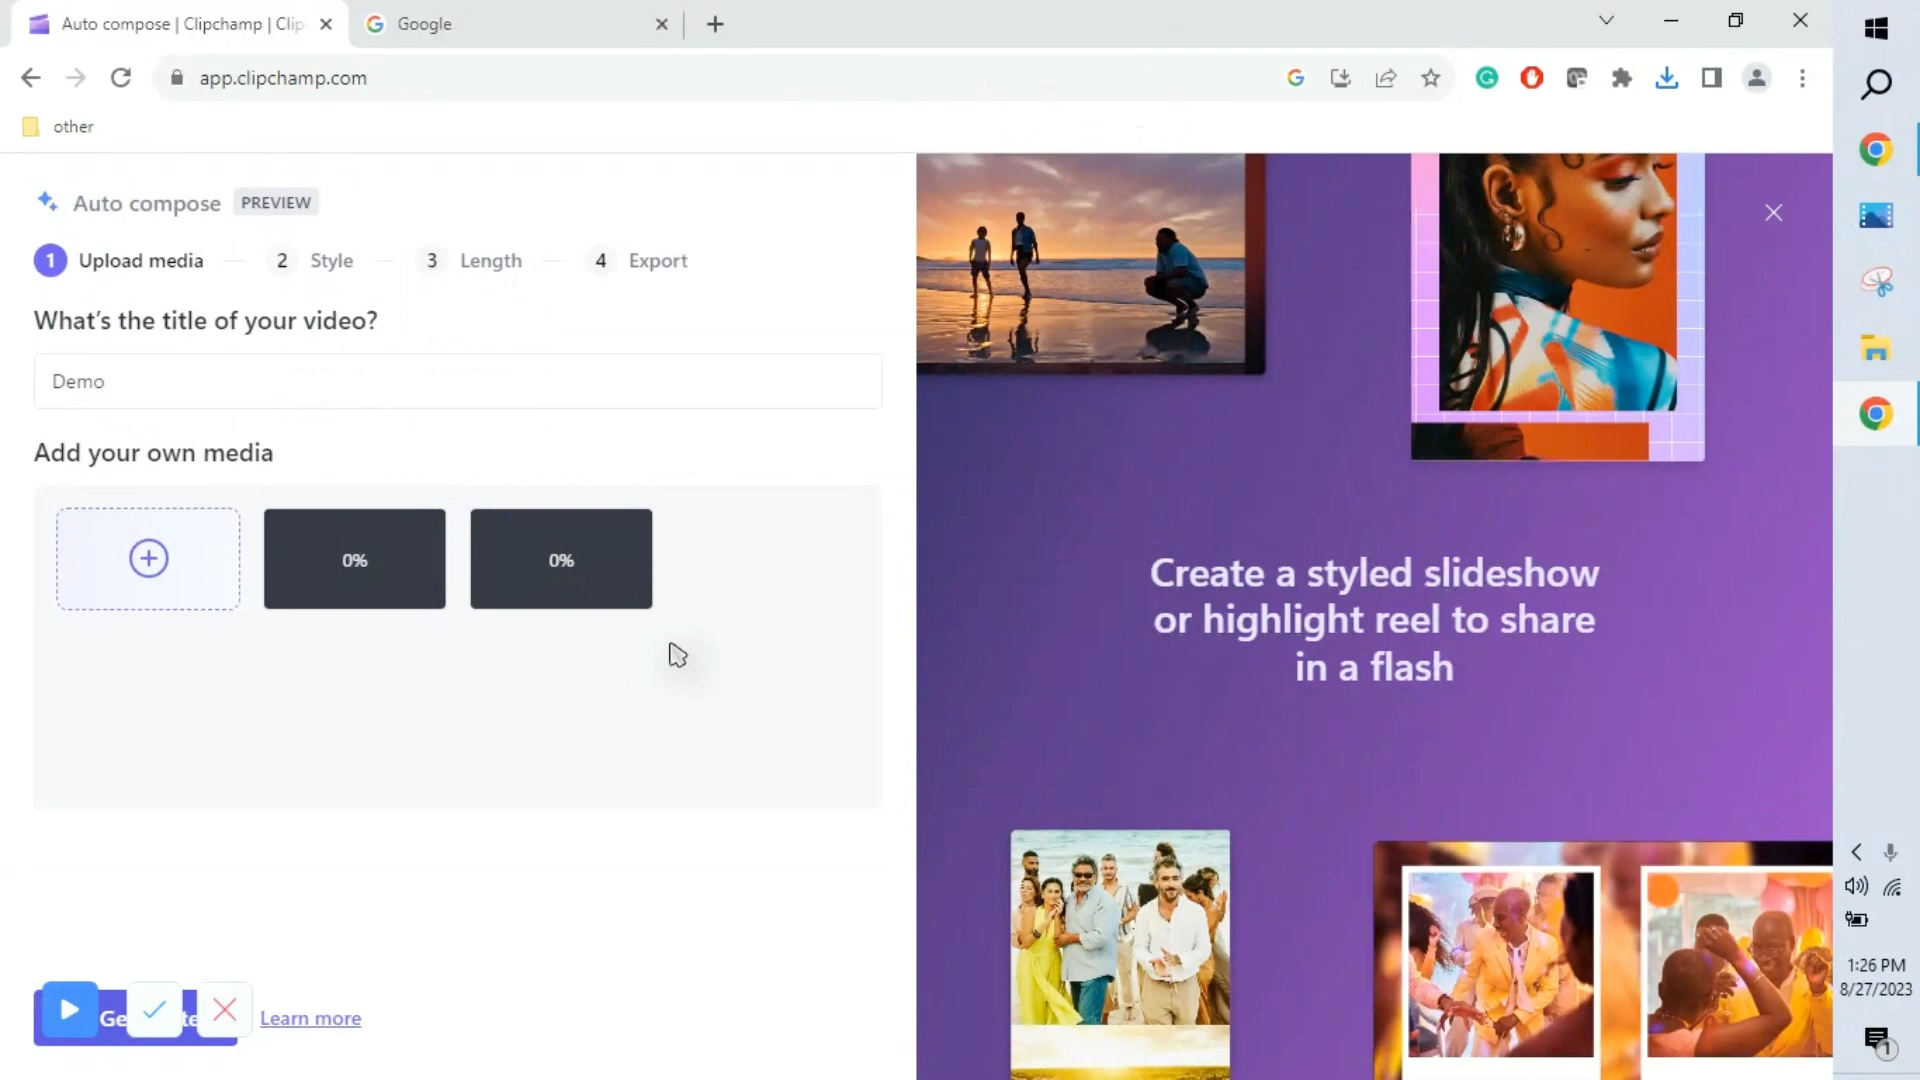 Auto compose | Clipchamp | Clip
Google
app.clipchamp.com
other
Auto compose PREVIEW
1 Upload media 2 Style 3 Length 4 Export
What's the title of your video?
Demo
Add your own media
0% 0%
Learn more
Create a styled slideshow
or highlight reel to share
in a flash
1:26 PM
8/27/2023
1